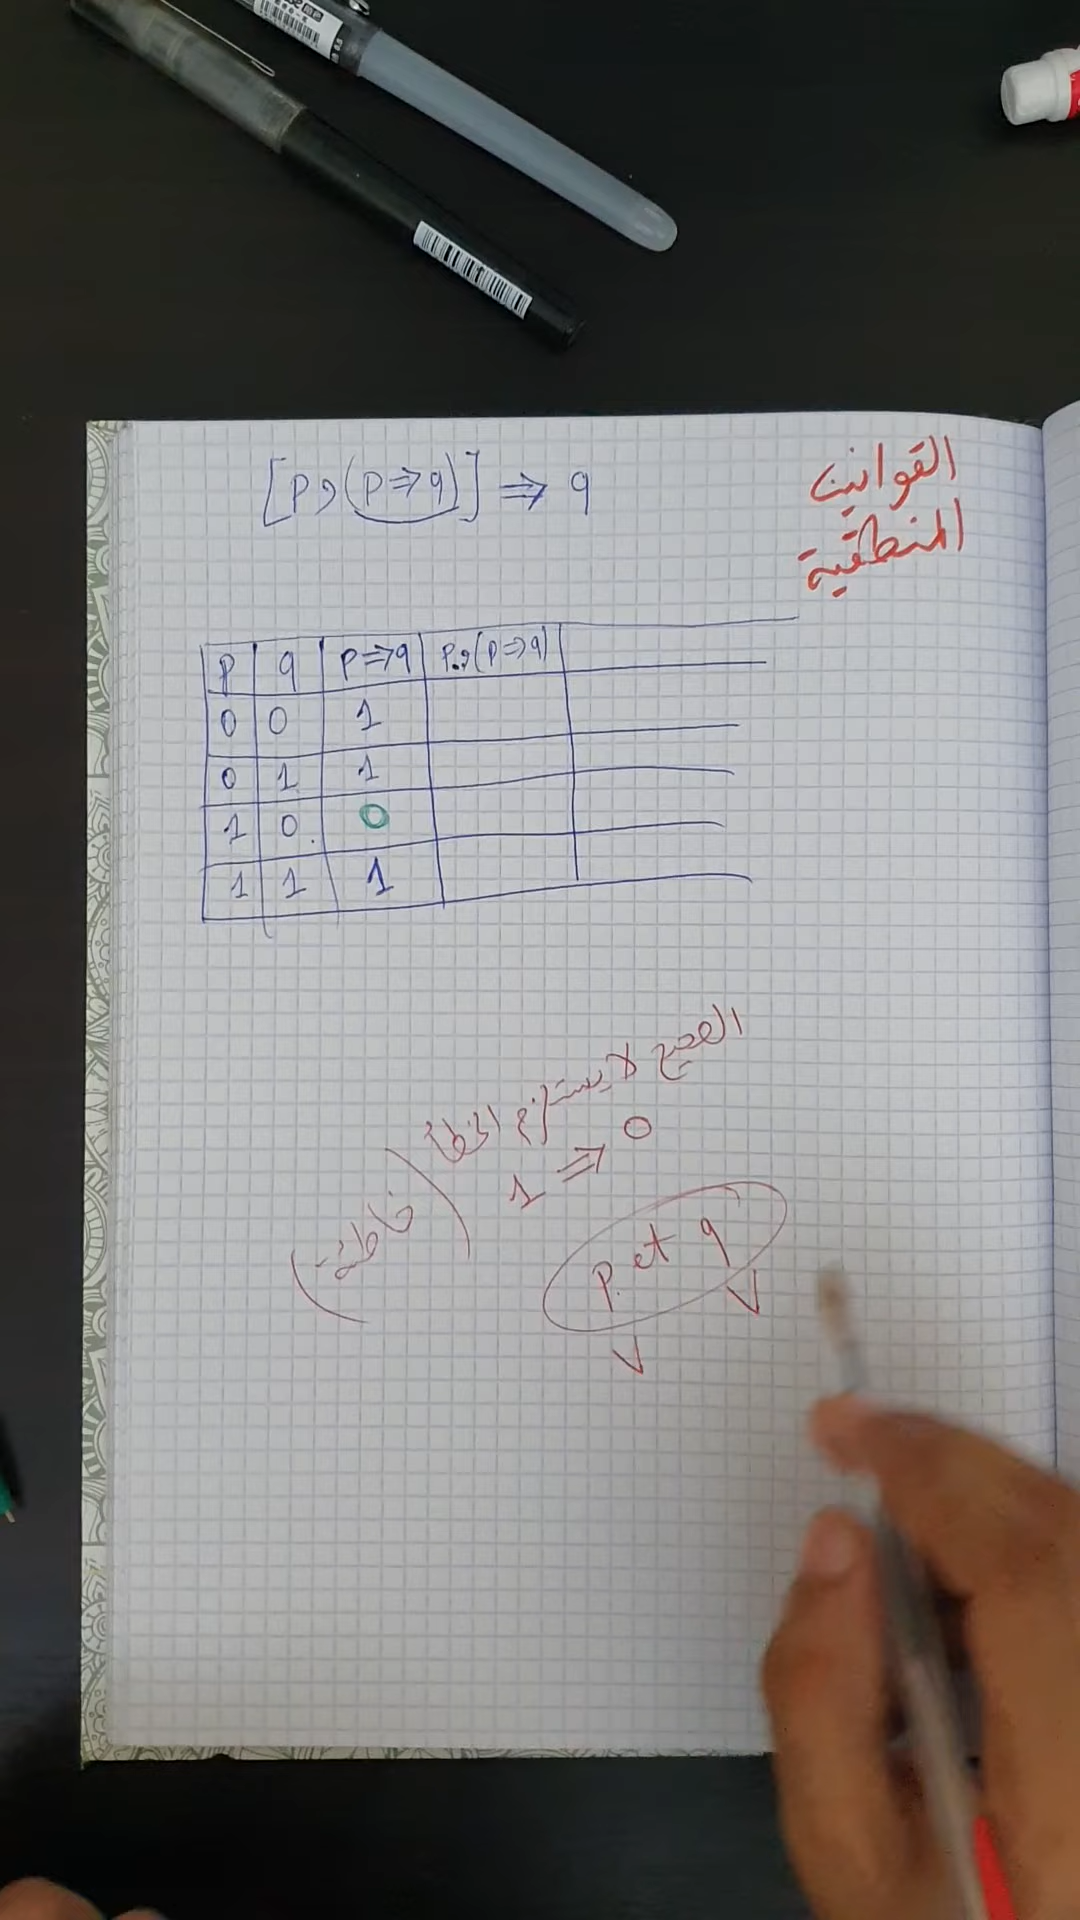 القوانين
المنطقية
[P و (P ⇒ q)] ⇒ q
P q P ⇒ q P و (P ⇒ q)
0 0 1
0 1 1
1 0 0
1 1 1
الصحيح لا يستلزم الخطأ
1 ⇒ 0
(خاطئة)
P et q
V V